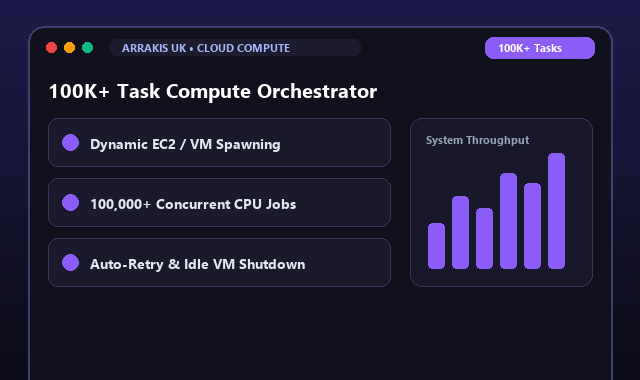 ARRAKIS UK • CLOUD COMPUTE
100K+ Tasks
100K+ Task Compute Orchestrator
Dynamic EC2 / VM Spawning
100,000+ Concurrent CPU Jobs
Auto-Retry & Idle VM Shutdown
System Throughput